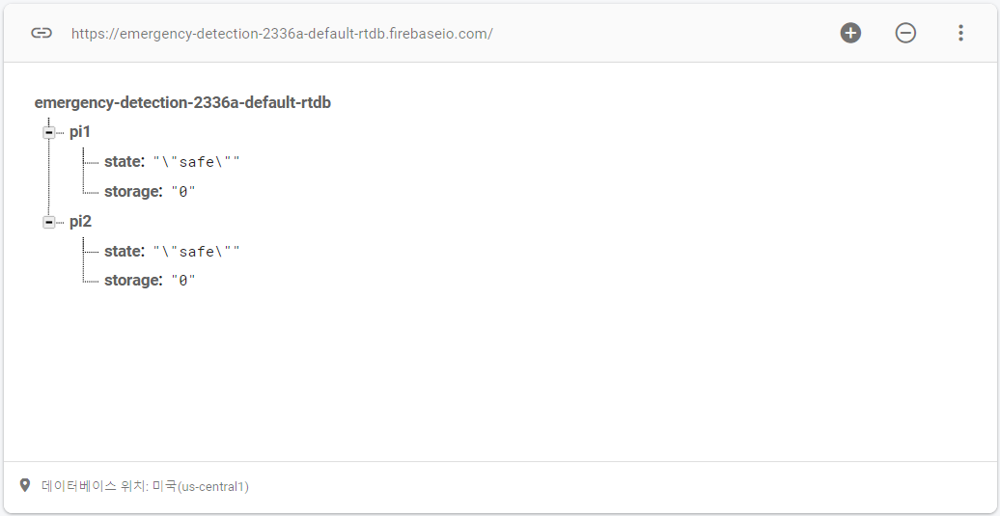 https://emergency-detection-2336a-default-rtdb.firebaseio.com/
emergency-detection-2336a-default-rtdb
pi1
state: "\"safe\""
storage: "0"
pi2
state: "\"safe\""
storage: "0"
데이터베이스 위치: 미국(us-central1)